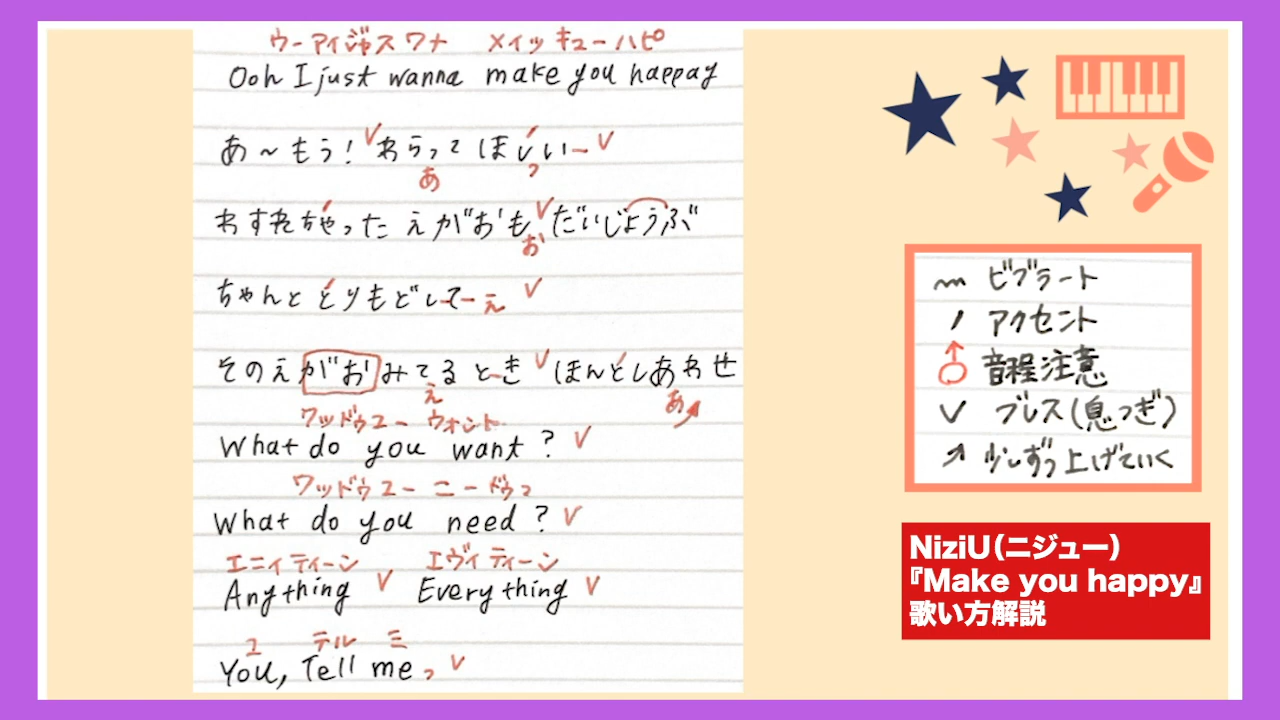 ウーアイジャスワナ メイッキューハピ
Ooh I just wanna make you happay
あ～もう！ V わらってほしいー V
あ っ
わすれちゃった えがおも V だいじょうぶ
お
ちゃんと とりもどしてーえ V
そのえがおみてるとき V ほんとしあわせ
え あ
ワッドゥユー ウォント
What do you want ? V
ワッドゥユー ニードゥッ
What do you need ? V
エニィティーン エヴィティーン
Anything V Everything V
ユ テル ミ
You, Tell me っ V
ビブラート
アクセント
音程注意
V ブレス(息つぎ)
少しずつ上げていく
NiziU（ニジュー）
『Make you happy』
歌い方解説